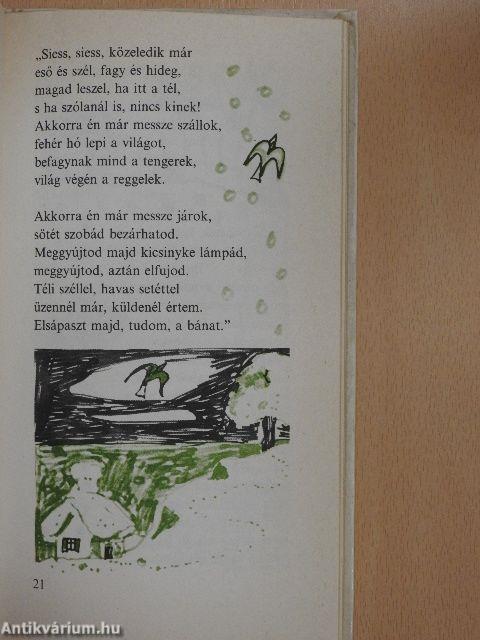 „Siess, siess, közeledik már
eső és szél, fagy és hideg,
magad leszel, ha itt a tél,
s ha szólanál is, nincs kinek!
Akkorra én már messze szállok,
fehér hó lepi a világot,
befagynak mind a tengerek,
világ végén a reggelek.
Akkorra én már messze járok,
sötét szobád bezárhatod.
Meggyújtod majd kicsinyke lámpád,
meggyújtod, aztán elfujod.
Téli széllel, havas setéttel
üzennél már, küldenél értem.
Elsápaszt majd, tudom, a bánat.”
21
Antikvárium.hu